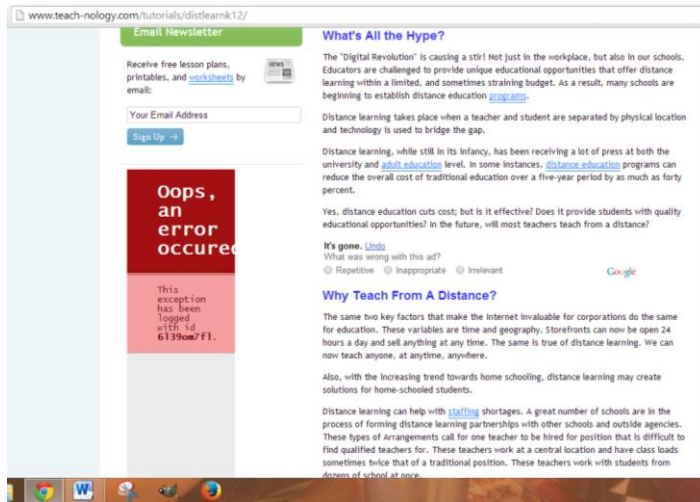 www.teach-nology.com/tutorials/distlearnk12/
Email Newsletter
Receive free lesson plans,
printables, and worksheets by
email:
NEWS
Your Email Address
Sign Up →
Oops,
an
error
occured
This
exception
has been
logged
with id
6l39om7fl.
What's All the Hype?
The "Digital Revolution" is causing a stir! Not just in the workplace, but also in our schools.
Educators are challenged to provide unique educational opportunities that offer distance
learning within a limited, and sometimes straining budget. As a result, many schools are
beginning to establish distance education programs.
Distance learning takes place when a teacher and student are separated by physical location
and technology is used to bridge the gap.
Distance learning, while still in its infancy, has been receiving a lot of press at both the
university and adult education level. In some instances, distance education programs can
reduce the overall cost of traditional education over a five-year period by as much as forty
percent.
Yes, distance education cuts cost; but is it effective? Does it provide students with quality
educational opportunities? In the future, will most teachers teach from a distance?
It's gone. Undo
What was wrong with this ad?
Repetitive Inappropriate Irrelevant
Google
Why Teach From A Distance?
The same two key factors that make the Internet invaluable for corporations do the same
for education. These variables are time and geography. Storefronts can now be open 24
hours a day and sell anything at any time. The same is true of distance learning. We can
now teach anyone, at anytime, anywhere.
Also, with the increasing trend towards home schooling, distance learning may create
solutions for home-schooled students.
Distance learning can help with staffing shortages. A great number of schools are in the
process of forming distance learning partnerships with other schools and outside agencies.
These types of Arrangements call for one teacher to be hired for position that is difficult to
find qualified teachers for. These teachers work at a central location and have class loads
sometimes twice that of a traditional position. These teachers work with students from
dozens of school at once.